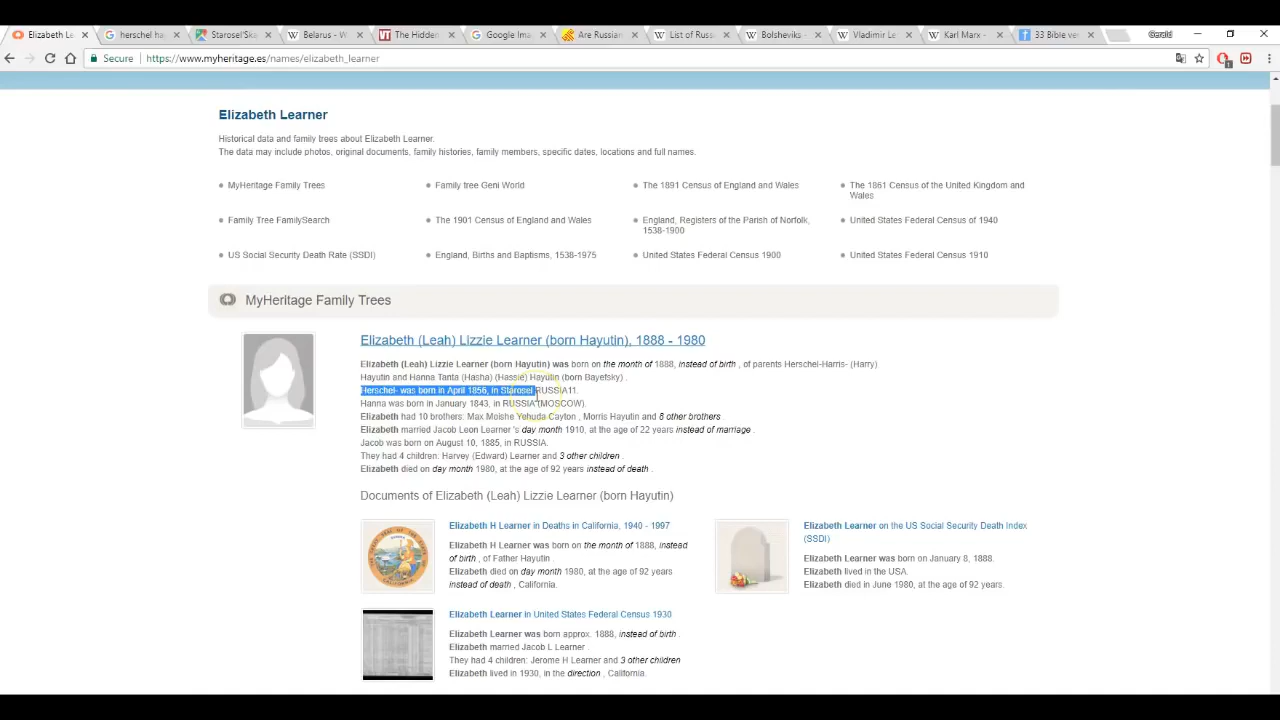 Elizabeth Le
herschel ha
Starosel'Ska
Belarus - W
The Hidden
Google Ima
Are Russian
List of Russ
Bolsheviks -
Vladimir Le
Karl Marx -
33 Bible ver
Gerald
Secure https://www.myheritage.es/names/elizabeth_learner
Elizabeth Learner
Historical data and family trees about Elizabeth Learner.
The data may include photos, original documents, family histories, family members, specific dates, locations and full names.
MyHeritage Family Trees
Family tree Geni World
The 1891 Census of England and Wales
The 1861 Census of the United Kingdom and
Wales
Family Tree FamilySearch
The 1901 Census of England and Wales
England, Registers of the Parish of Norfolk,
1538-1900
United States Federal Census of 1940
US Social Security Death Rate (SSDI)
England, Births and Baptisms, 1538-1975
United States Federal Census 1900
United States Federal Census 1910
MyHeritage Family Trees
Elizabeth (Leah) Lizzie Learner (born Hayutin), 1888 - 1980
Elizabeth (Leah) Lizzie Learner (born Hayutin) was born on the month of 1888, instead of birth , of parents Herschel-Harris- (Harry)
Hayutin and Hanna Tanta (Hasha) (Hassie) Hayutin (born Bayefsky) .
Herschel- was born in April 1856, in Starosel,RUSSIA11.
Hanna was born in January 1843, in RUSSIA (MOSCOW).
Elizabeth had 10 brothers: Max Moishe Yehuda Cayton , Morris Hayutin and 8 other brothers .
Elizabeth married Jacob Leon Learner 's day month 1910, at the age of 22 years instead of marriage .
Jacob was born on August 10, 1885, in RUSSIA.
They had 4 children: Harvey (Edward) Learner and 3 other children .
Elizabeth died on day month 1980, at the age of 92 years instead of death .
Documents of Elizabeth (Leah) Lizzie Learner (born Hayutin)
Elizabeth H Learner in Deaths in California, 1940 - 1997
Elizabeth H Learner was born on the month of 1888, instead
of birth , of Father Hayutin .
Elizabeth died on day month 1980, at the age of 92 years
instead of death , California.
Elizabeth Learner on the US Social Security Death Index
(SSDI)
Elizabeth Learner was born on January 8, 1888.
Elizabeth lived in the USA.
Elizabeth died in June 1980, at the age of 92 years.
Elizabeth Learner in United States Federal Census 1930
Elizabeth Learner was born approx. 1888, instead of birth .
Elizabeth married Jacob L Learner .
They had 4 children: Jerome H Learner and 3 other children
Elizabeth lived in 1930, in the direction , California.